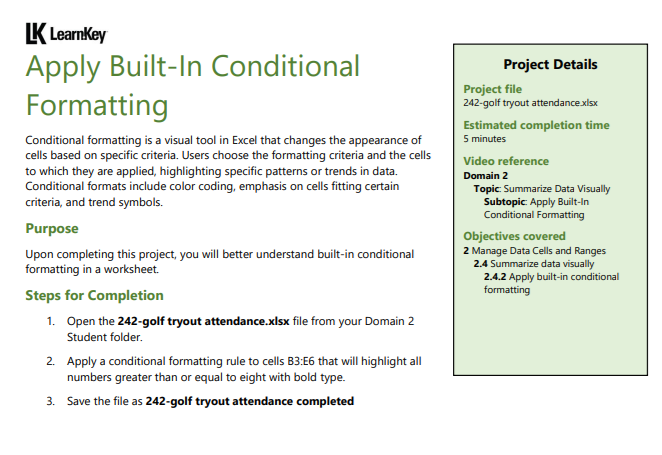 LK LearnKey
Apply Built-In Conditional
Formatting
Conditional formatting is a visual tool in Excel that changes the appearance of
cells based on specific criteria. Users choose the formatting criteria and the cells
to which they are applied, highlighting specific patterns or trends in data.
Conditional formats include color coding, emphasis on cells fitting certain
criteria, and trend symbols.
Purpose
Upon completing this project, you will better understand built-in conditional
formatting in a worksheet.
Steps for Completion
1. Open the 242-golf tryout attendance.xlsx file from your Domain 2
Student folder.
2. Apply a conditional formatting rule to cells B3:E6 that will highlight all
numbers greater than or equal to eight with bold type.
3. Save the file as 242-golf tryout attendance completed
Project Details
Project file
242-golf tryout attendance.xlsx
Estimated completion time
5 minutes
Video reference
Domain 2
Topic: Summarize Data Visually
Subtopic: Apply Built-In
Conditional Formatting
Objectives covered
2 Manage Data Cells and Ranges
2.4 Summarize data visually
2.4.2 Apply built-in conditional
formatting